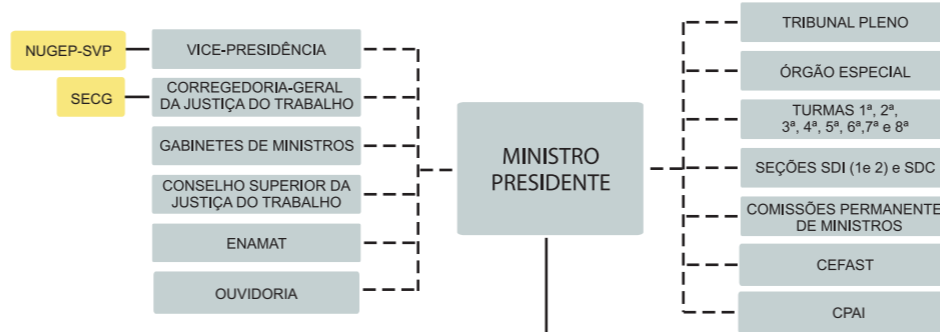 NUGEP-SVP
VICE-PRESIDÊNCIA
SECG
CORREGEDORIA-GERAL
DA JUSTIÇA DO TRABALHO
GABINETES DE MINISTROS
CONSELHO SUPERIOR DA
JUSTIÇA DO TRABALHO
ENAMAT
OUVIDORIA
MINISTRO
PRESIDENTE
TRIBUNAL PLENO
ÓRGÃO ESPECIAL
TURMAS 1ª, 2ª,
3ª, 4ª, 5ª, 6ª,7ª e 8ª
SEÇÕES SDI (1e 2) e SDC
COMISSÕES PERMANENTE
DE MINISTROS
CEFAST
CPAI